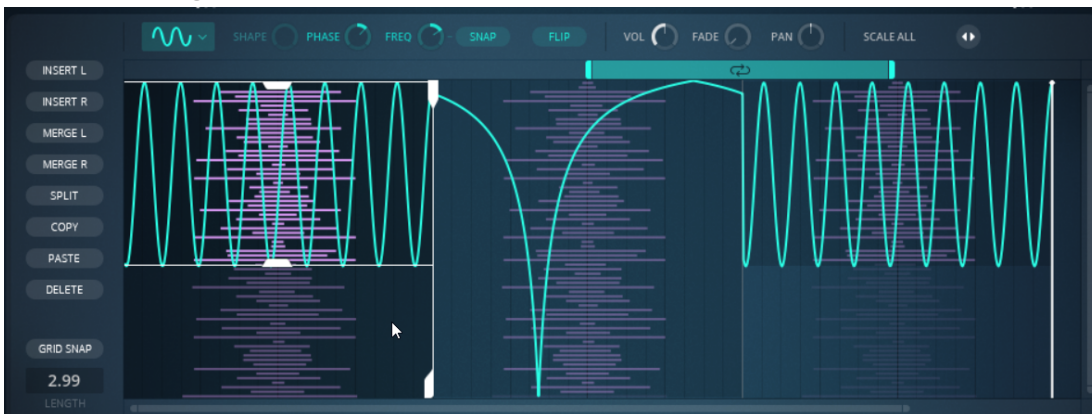 SHAPE PHASE FREQ SNAP FLIP VOL FADE PAN SCALE ALL
INSERT L
INSERT R
MERGE L
MERGE R
SPLIT
COPY
PASTE
DELETE
GRID SNAP
2.99
LENGTH